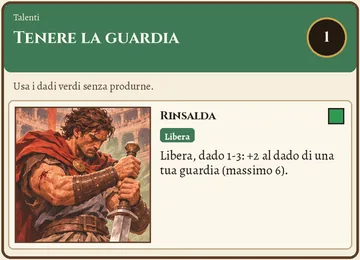 Talenti
Tenere la guardia
1
Usa i dadi verdi senza produrne.
Rinsalda
Libera
Libera, dado 1-3: +2 al dado di una
tua guardia (massimo 6).